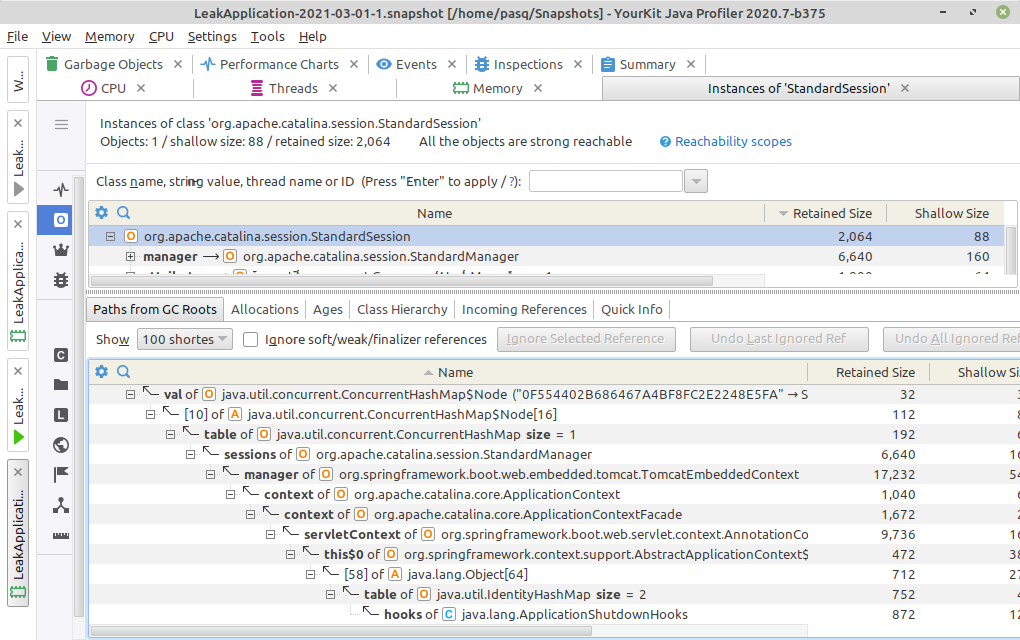 LeakApplication-2021-03-01-1.snapshot [/home/pasq/Snapshots] - YourKit Java Profiler 2020.7-b375
File View Memory CPU Settings Tools Help
W...
Garbage Objects Performance Charts Events Inspections Summary
CPU Threads Memory Instances of 'StandardSession'
Leak...
LeakApplica...
Leak...
LeakApplicati...
Instances of class 'org.apache.catalina.session.StandardSession'
Objects: 1 / shallow size: 88 / retained size: 2,064 All the objects are strong reachable ? Reachability scopes
Class name, string value, thread name or ID (Press "Enter" to apply / ?):
Name Retained Size Shallow Size
O org.apache.catalina.session.StandardSession 2,064 88
manager → O org.apache.catalina.session.StandardManager 6,640 160
Paths from GC Roots Allocations Ages Class Hierarchy Incoming References Quick Info
Show 100 shortes Ignore soft/weak/finalizer references Ignore Selected Reference Undo Last Ignored Ref Undo All Ignored Ref
Name Retained Size Shallow Si
val of O java.util.concurrent.ConcurrentHashMap$Node ("0F554402B686467A4BF8FC2E2248E5FA" → S 32
[10] of A java.util.concurrent.ConcurrentHashMap$Node[16] 112 8
table of O java.util.concurrent.ConcurrentHashMap size = 1 192 6
sessions of O org.apache.catalina.session.StandardManager 6,640 16
manager of O org.springframework.boot.web.embedded.tomcat.TomcatEmbeddedContext 17,232 54
context of O org.apache.catalina.core.ApplicationContext 1,040 6
context of O org.apache.catalina.core.ApplicationContextFacade 1,672 2
servletContext of O org.springframework.boot.web.servlet.context.AnnotationCo 9,736 16
this$0 of O org.springframework.context.support.AbstractApplicationContext$ 472 38
[58] of A java.lang.Object[64] 712 27
table of O java.util.IdentityHashMap size = 2 752 4
hooks of C java.lang.ApplicationShutdownHooks 872 12